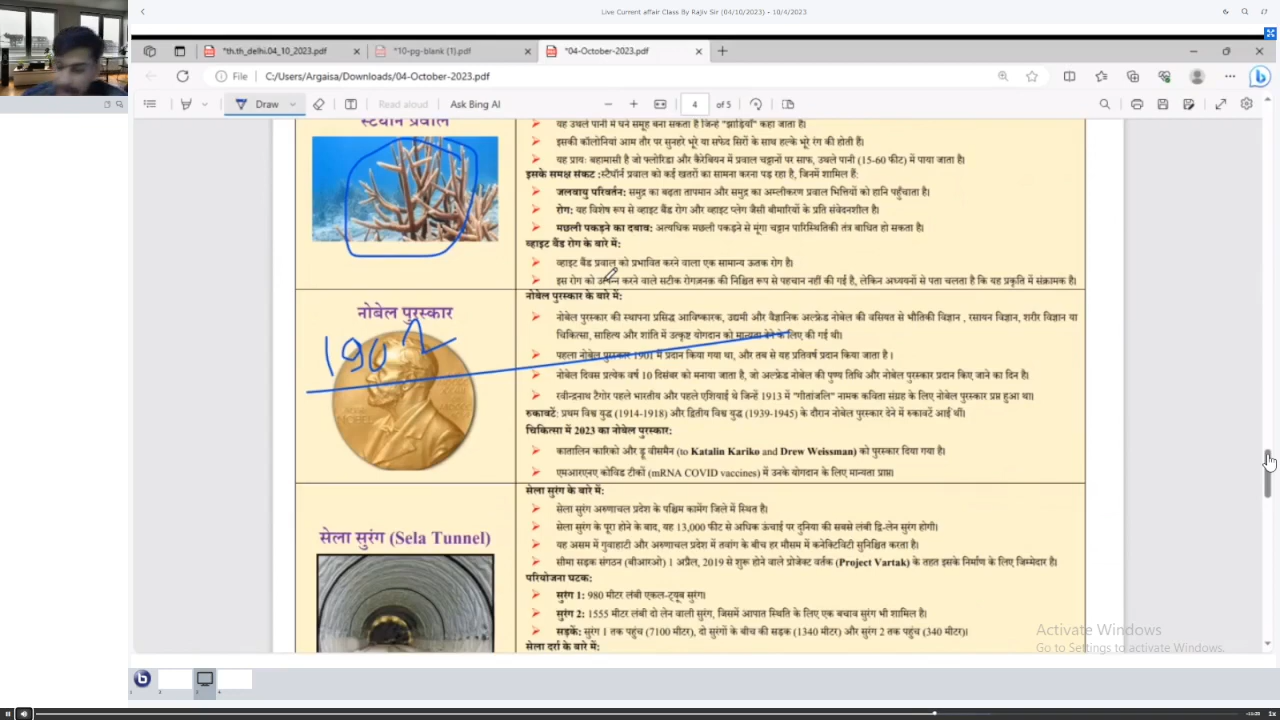 Live Current affair Class By Rajiv Sir (04/10/2023) - 10/4/2023
*th.th_delhi.04_10_2023.pdf
*10-pg-blank (1).pdf
*04-October-2023.pdf
File
C:/Users/Argaisa/Downloads/04-October-2023.pdf
Draw
Read aloud
Ask Bing AI
4 of 5
यह उथले पानी में घने समूह बना सकता है जिन्हें "झाड़ियाँ" कहा जाता है।
इसकी कॉलोनियां आम तौर पर सुनहरे भूरे या सफेद सिरों के साथ हल्के भूरे रंग की होती हैं।
यह प्रायः बहामासी है जो फ्लोरिडा और कैरेबियन में प्रवाल चट्टानों पर साफ, उथले पानी (15-60 फीट) में पाया जाता है।
इसके समक्ष संकट :स्टैघॉर्न प्रवाल को कई खतरों का सामना करना पड़ रहा है, जिनमें शामिल हैं:
जलवायु परिवर्तन: समुद्र का बढ़ता तापमान और समुद्र का अम्लीकरण प्रवाल भित्तियों को हानि पहुँचाता है।
रोग: यह विशेष रूप से व्हाइट बैंड रोग और व्हाइट प्लेग जैसी बीमारियों के प्रति संवेदनशील है।
मछली पकड़ने का दबाव: अत्यधिक मछली पकड़ने से मूंगा चट्टान पारिस्थितिकी तंत्र बाधित हो सकता है।
व्हाइट बैंड रोग के बारे में:
व्हाइट बैंड प्रवाल को प्रभावित करने वाला एक सामान्य ऊतक रोग है।
इस रोग को उत्पन्न करने वाले सटीक रोगज़नक़ की निश्चित रूप से पहचान नहीं की गई है, लेकिन अध्ययनों से पता चलता है कि यह प्रकृति में संक्रामक है।
नोबेल पुरस्कार
190
नोबेल पुरस्कार के बारे में:
नोबेल पुरस्कार की स्थापना प्रसिद्ध आविष्कारक, उद्यमी और वैज्ञानिक अल्फ्रेड नोबेल की वसियत से भौतिकी विज्ञान , रसायन विज्ञान, शरीर विज्ञान या
चिकित्सा, साहित्य और शांति में उत्कृष्ट योगदान को मान्यता देने के लिए की गई थी।
पहला नोबेल पुरस्कार 1901 में प्रदान किया गया था, और तब से यह प्रतिवर्ष प्रदान किया जाता है ।
नोबेल दिवस प्रत्येक वर्ष 10 दिसंबर को मनाया जाता है, जो अल्फ्रेड नोबेल की पुण्य तिथि और नोबेल पुरस्कार प्रदान किए जाने का दिन है।
रवीन्द्रनाथ टैगोर पहले भारतीय और पहले एशियाई थे जिन्हें 1913 में "गीतांजलि" नामक कविता संग्रह के लिए नोबेल पुरस्कार प्रप्त हुआ था।
रुकावटें: प्रथम विश्व युद्ध (1914-1918) और द्वितीय विश्व युद्ध (1939-1945) के दौरान नोबेल पुरस्कार देने में रुकावटें आई थीं।
चिकित्सा में 2023 का नोबेल पुरस्कार:
कातालिन कारिको और ड्रू वीसमैन (to Katalin Kariko and Drew Weissman) को पुरस्कार दिया गया है।
एमआरएनए कोविड टीकों (mRNA COVID vaccines) में उनके योगदान के लिए मान्यता प्राप्त।
सेला सुरंग (Sela Tunnel)
सेला सुरंग के बारे में:
सेला सुरंग अरुणाचल प्रदेश के पश्चिम कामेंग जिले में स्थित है।
सेला सुरंग के पूरा होने के बाद, यह 13,000 फीट से अधिक ऊंचाई पर दुनिया की सबसे लंबी द्वि-लेन सुरंग होगी।
यह असम में गुवाहाटी और अरुणाचल प्रदेश में तवांग के बीच हर मौसम में कनेक्टिविटी सुनिश्चित करता है।
सीमा सड़क संगठन (बीआरओ) 1 अप्रैल, 2019 से शुरू होने वाले प्रोजेक्ट वर्तक (Project Vartak) के तहत इसके निर्माण के लिए जिम्मेदार है।
परियोजना घटक:
सुरंग 1: 980 मीटर लंबी एकल-ट्यूब सुरंग।
सुरंग 2: 1555 मीटर लंबी दो लेन वाली सुरंग, जिसमें आपात स्थिति के लिए एक बचाव सुरंग भी शामिल है।
सड़कें: सुरंग 1 तक पहुंच (7100 मीटर), दो सुरंगों के बीच की सड़क (1340 मीटर) और सुरंग 2 तक पहुंच (340 मीटर)।
सेला दर्रा के बारे में:
Activate Windows
Go to Settings to activate Windows.